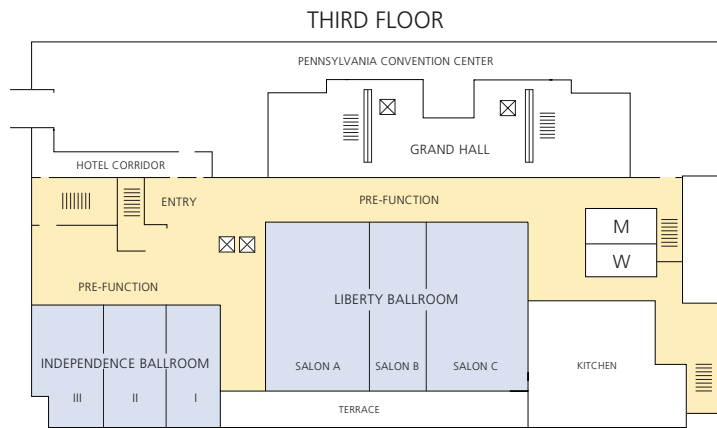 THIRD FLOOR
PENNSYLVANIA CONVENTION CENTER
GRAND HALL
HOTEL CORRIDOR
ENTRY
PRE-FUNCTION
M
W
PRE-FUNCTION
LIBERTY BALLROOM
INDEPENDENCE BALLROOM
SALON A
SALON B
SALON C
KITCHEN
III
II
I
TERRACE